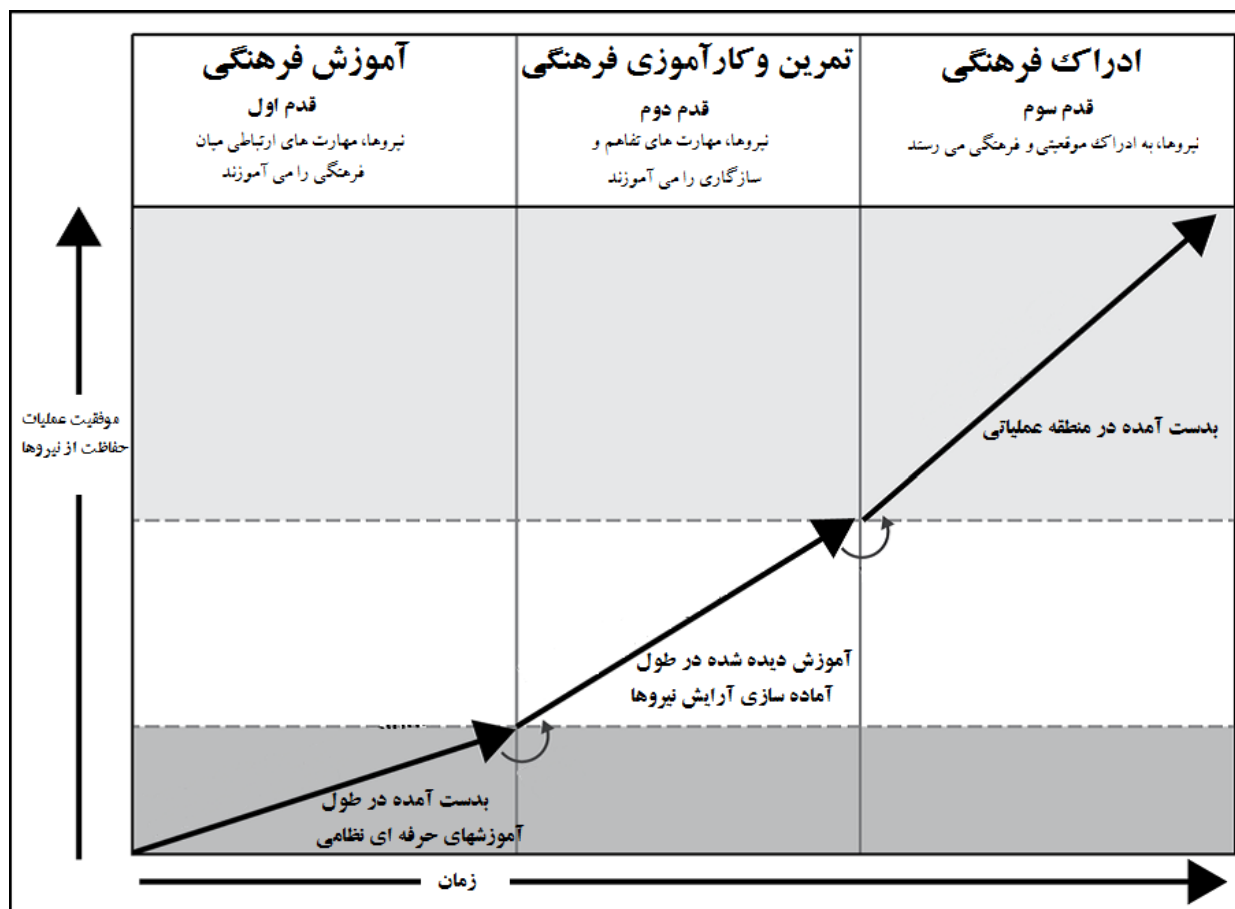 آموزش فرهنگی
قدم اول
نیروها، مهارت های ارتباطی میان
فرهنگی را می آموزند
تمرین و کارآموزی فرهنگی
قدم دوم
نیروها، مهارت های تفاهم و
سازگاری را می آموزند
ادراک فرهنگی
قدم سوم
نیروها، به ادراک موقعیتی و فرهنگی می رسند
موفقیت عملیات
حفاظت از نیروها
بدست آمده در منطقه عملیاتی
آموزش دیده شده در طول
آماده سازی آرایش نیروها
بدست آمده در طول
آموزشهای حرفه ای نظامی
زمان